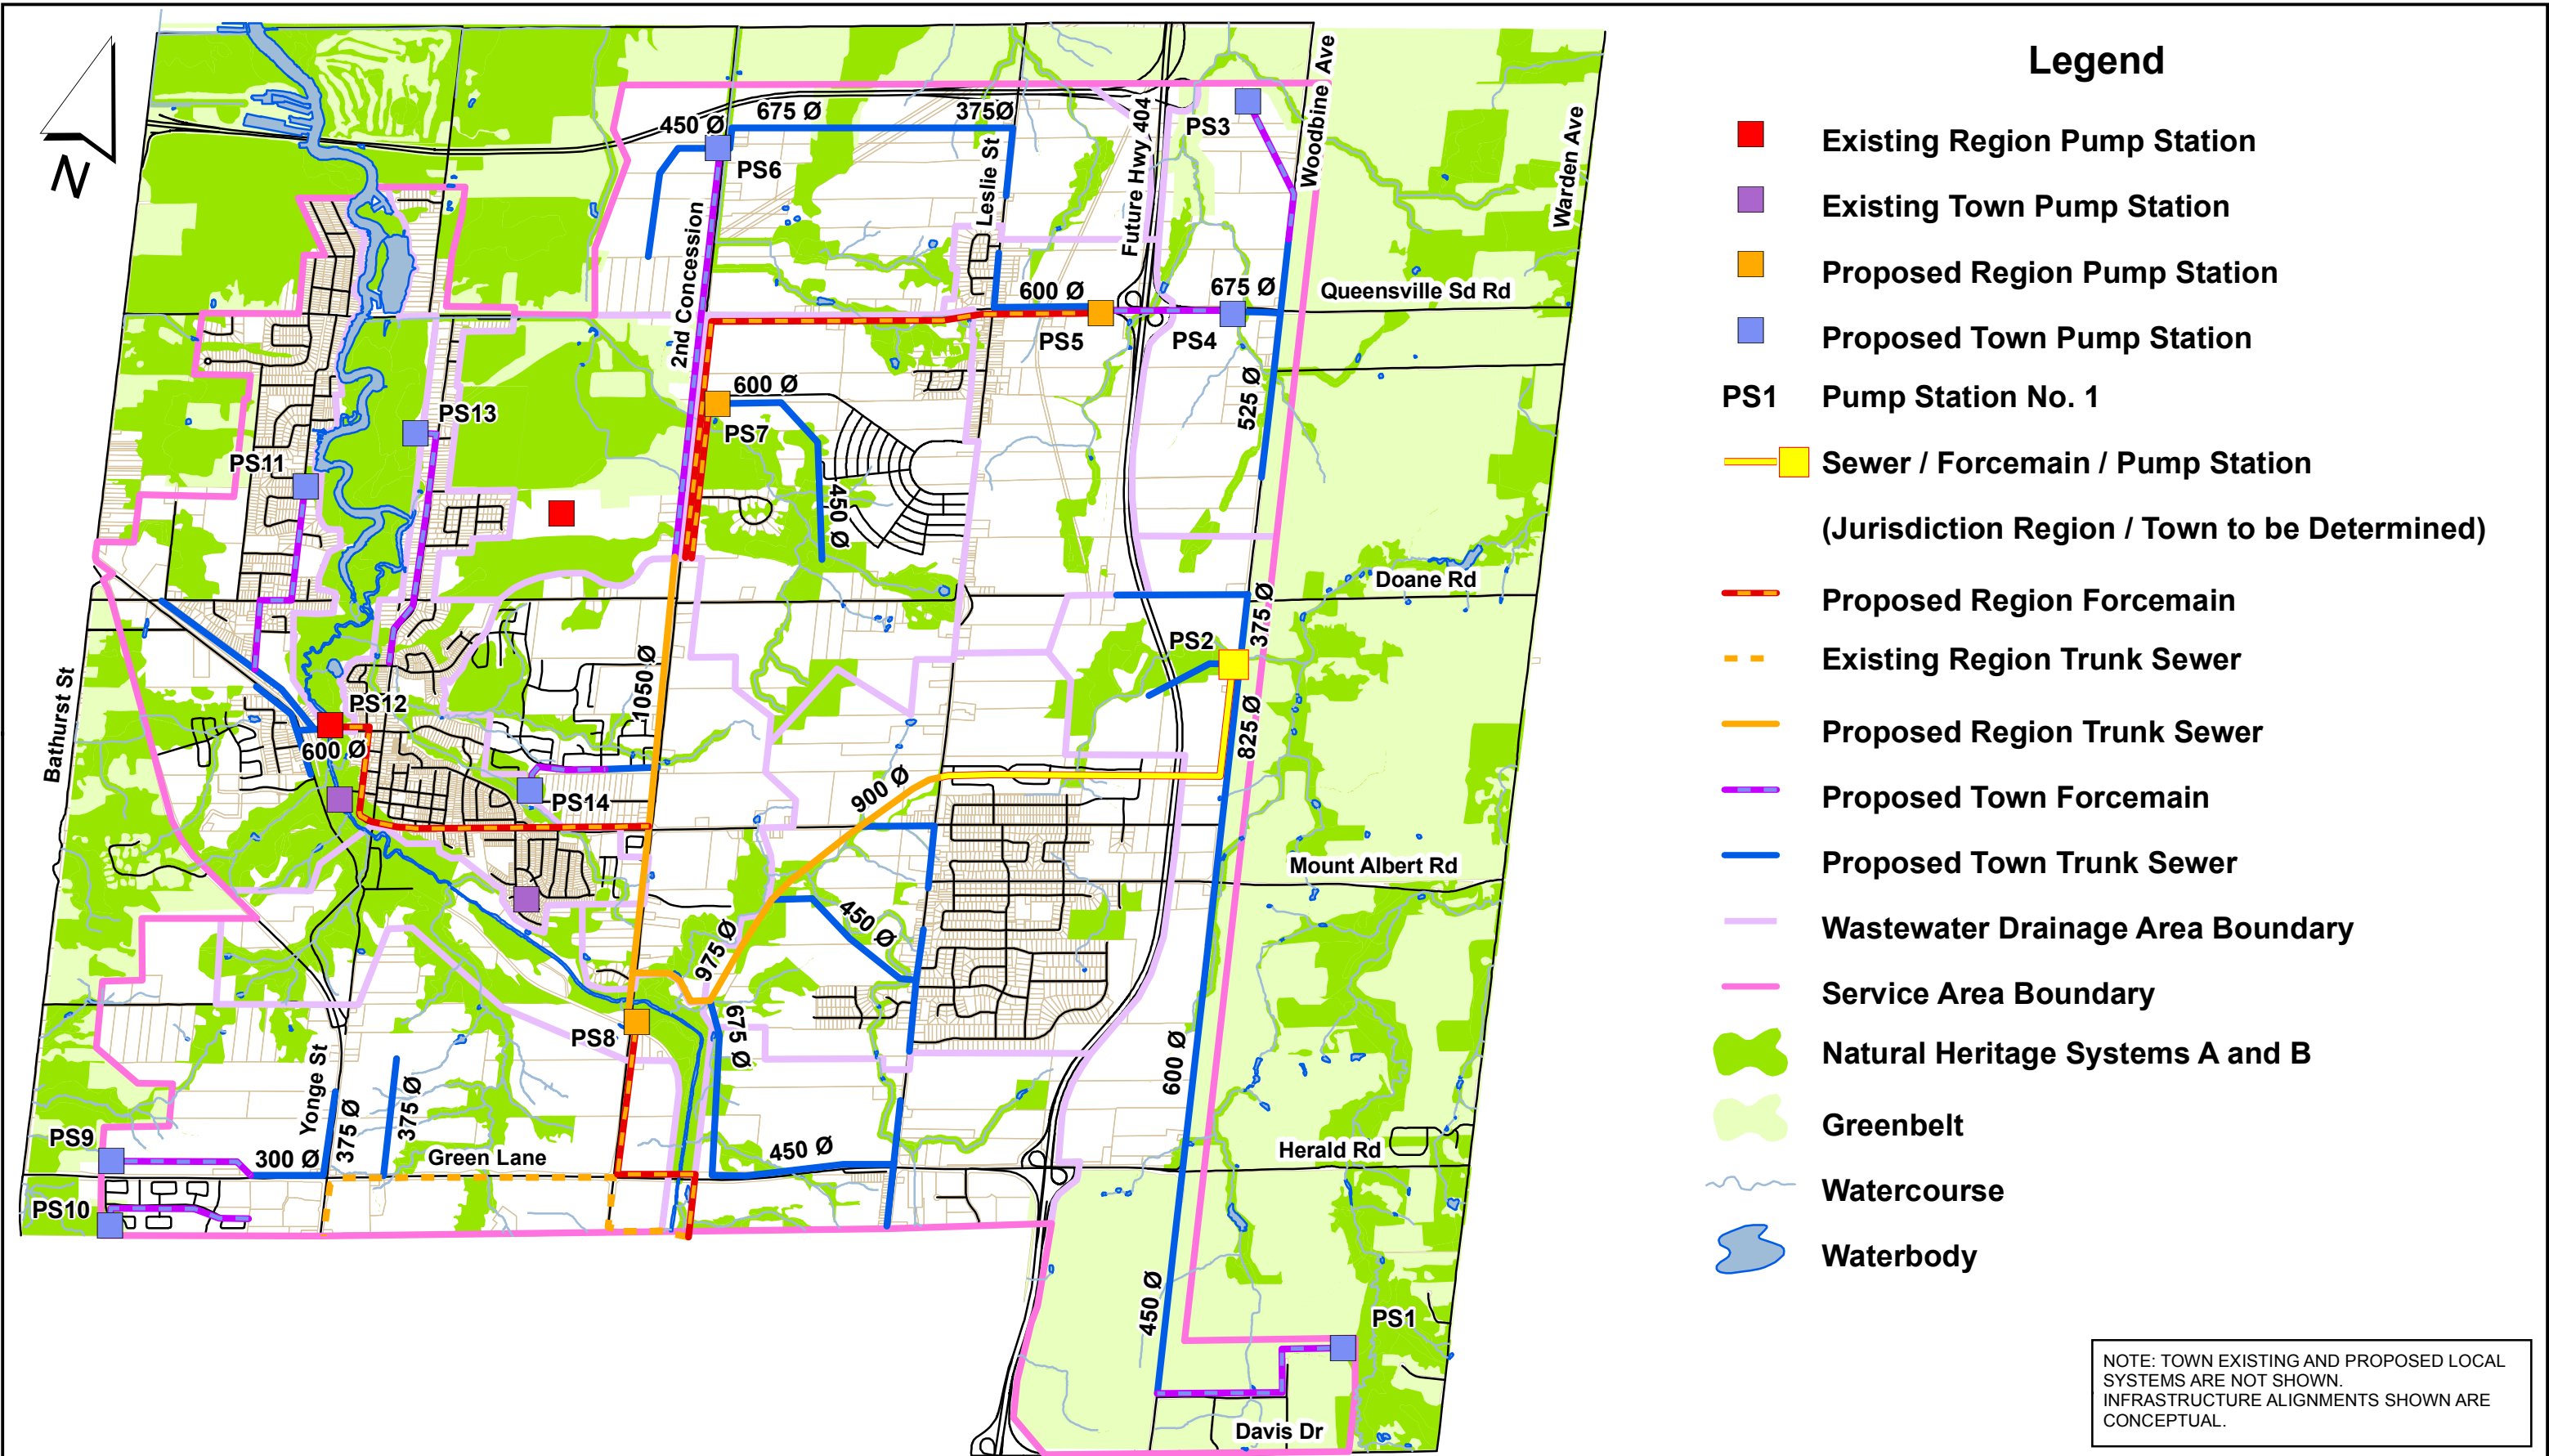 Legend
Existing Region Pump Station
Existing Town Pump Station
Proposed Region Pump Station
Proposed Town Pump Station
PS1 Pump Station No. 1
Sewer / Forcemain / Pump Station
(Jurisdiction Region / Town to be Determined)
Proposed Region Forcemain
Existing Region Trunk Sewer
Proposed Region Trunk Sewer
Proposed Town Forcemain
Proposed Town Trunk Sewer
Wastewater Drainage Area Boundary
Service Area Boundary
Natural Heritage Systems A and B
Greenbelt
Watercourse
Waterbody
NOTE: TOWN EXISTING AND PROPOSED LOCAL
SYSTEMS ARE NOT SHOWN.
INFRASTRUCTURE ALIGNMENTS SHOWN ARE
CONCEPTUAL.
N
450 Ø
675 Ø
375Ø
PS6
PS3
Leslie St
Future Hwy 404
Woodbine Ave
Warden Ave
2nd Concession
600 Ø
675 Ø
Queensville Sd Rd
PS5
PS4
600 Ø
PS7
525 Ø
PS13
PS11
450 Ø
Doane Rd
375 Ø
PS2
1050 Ø
Bathurst St
PS12
600 Ø
825 Ø
PS14
900 Ø
Mount Albert Rd
450 Ø
975 Ø
PS8
675 Ø
600 Ø
Yonge St
375 Ø
375 Ø
PS9
300 Ø
Green Lane
450 Ø
Herald Rd
PS10
450 Ø
PS1
Davis Dr